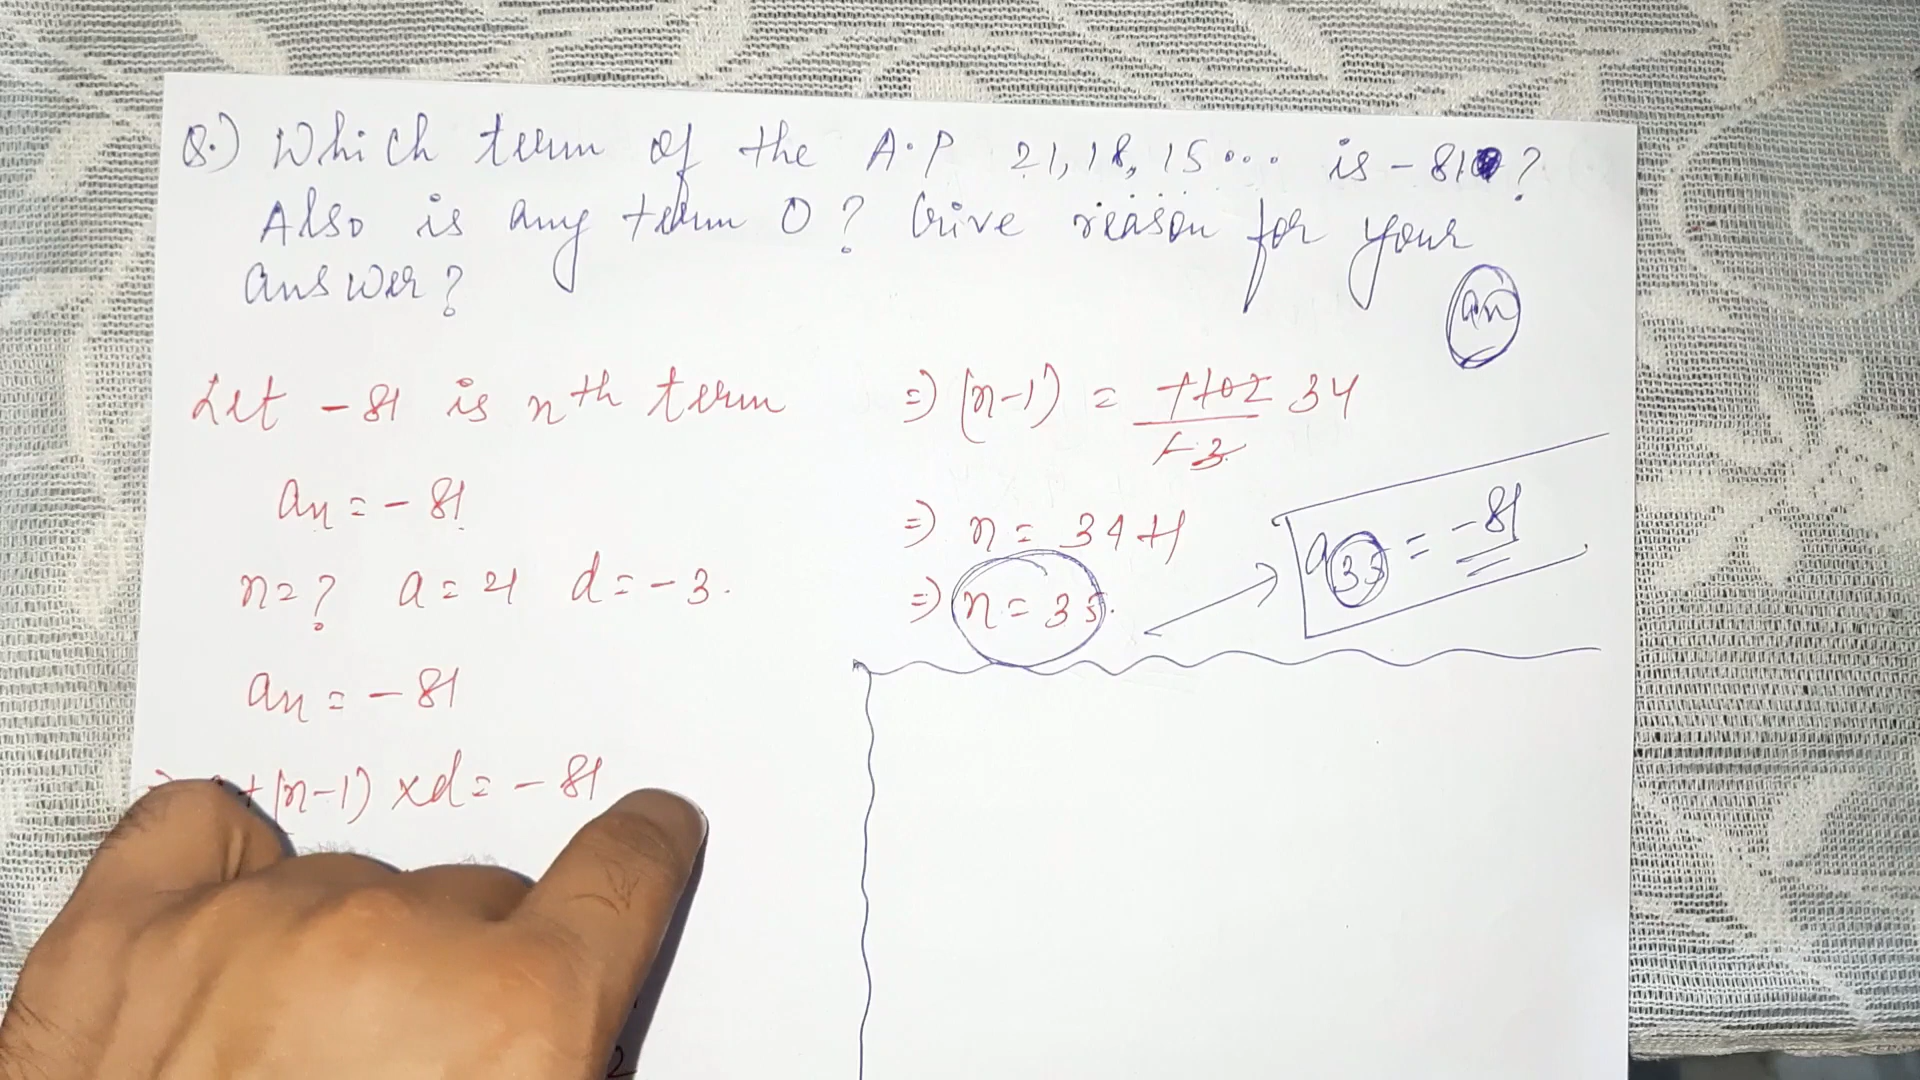 Q.) Which term of the A.P 21, 18, 15... is - 81 ?
Also is any term 0? Give reason for your
answer?
an
Let - 81 is nth term
an = - 81
n = ? a = 21 d = - 3.
an = - 81
+ (n-1) x d = - 81
=> (n-1) = +102 34
-3
=> n = 34+1
=> n = 35.
a35 = -81
2